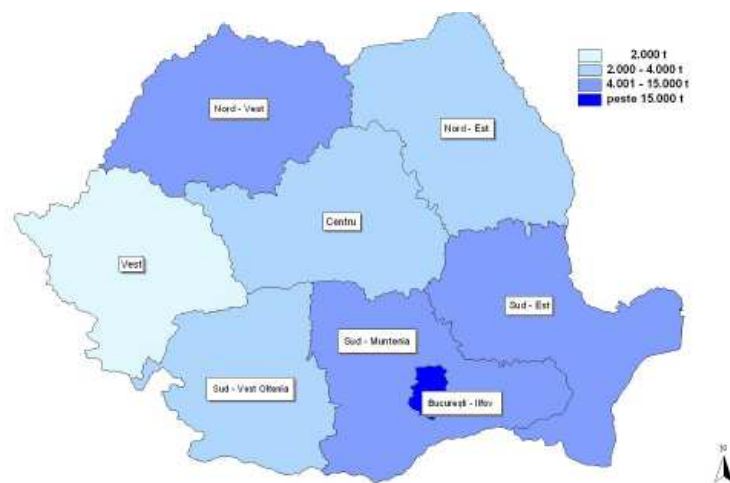 2.000 t
2.000 - 4.000 t
4.001 - 15.000 t
peste 15.000 t
Nord - Vest
Nord - Est
Centru
Vest
Sud - Est
Sud - Muntenia
Sud - Vest Oltenia
Bucureşti - Ilfov